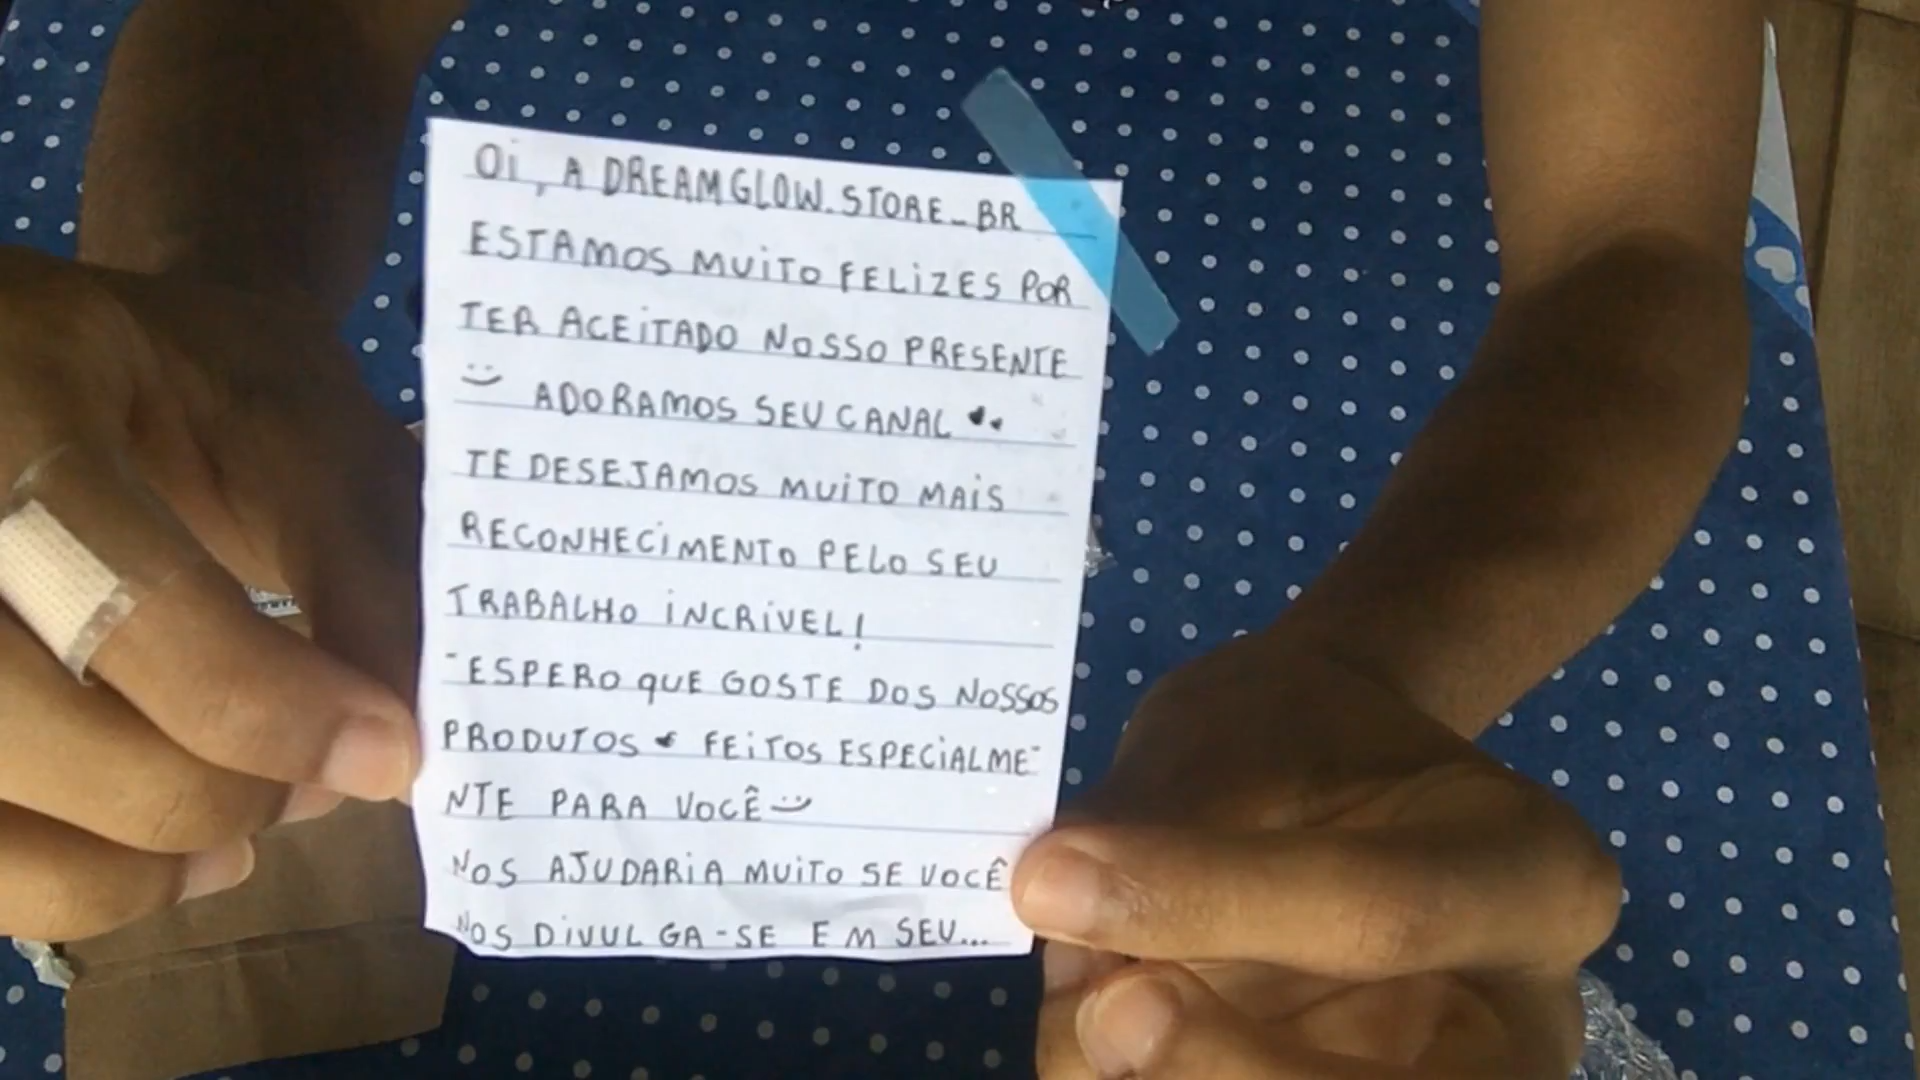 Oi, A DREAMGLOW.STORE_BR
ESTAMOS MUITO FELIZES POR
TER ACEITADO NOSSO PRESENTE
ADORAMOS SEU CANAL
TE DESEJAMOS MUITO MAIS
RECONHECIMENTO PELO SEU
TRABALHO INCRIVEL!
-ESPERO QUE GOSTE DOS NOSSOS
PRODUTOS FEITOS ESPECIALME-
NTE PARA VOCÊ
NOS AJUDARIA MUITO SE VOCÊ
NOS DIVULGA-SE EM SEU...